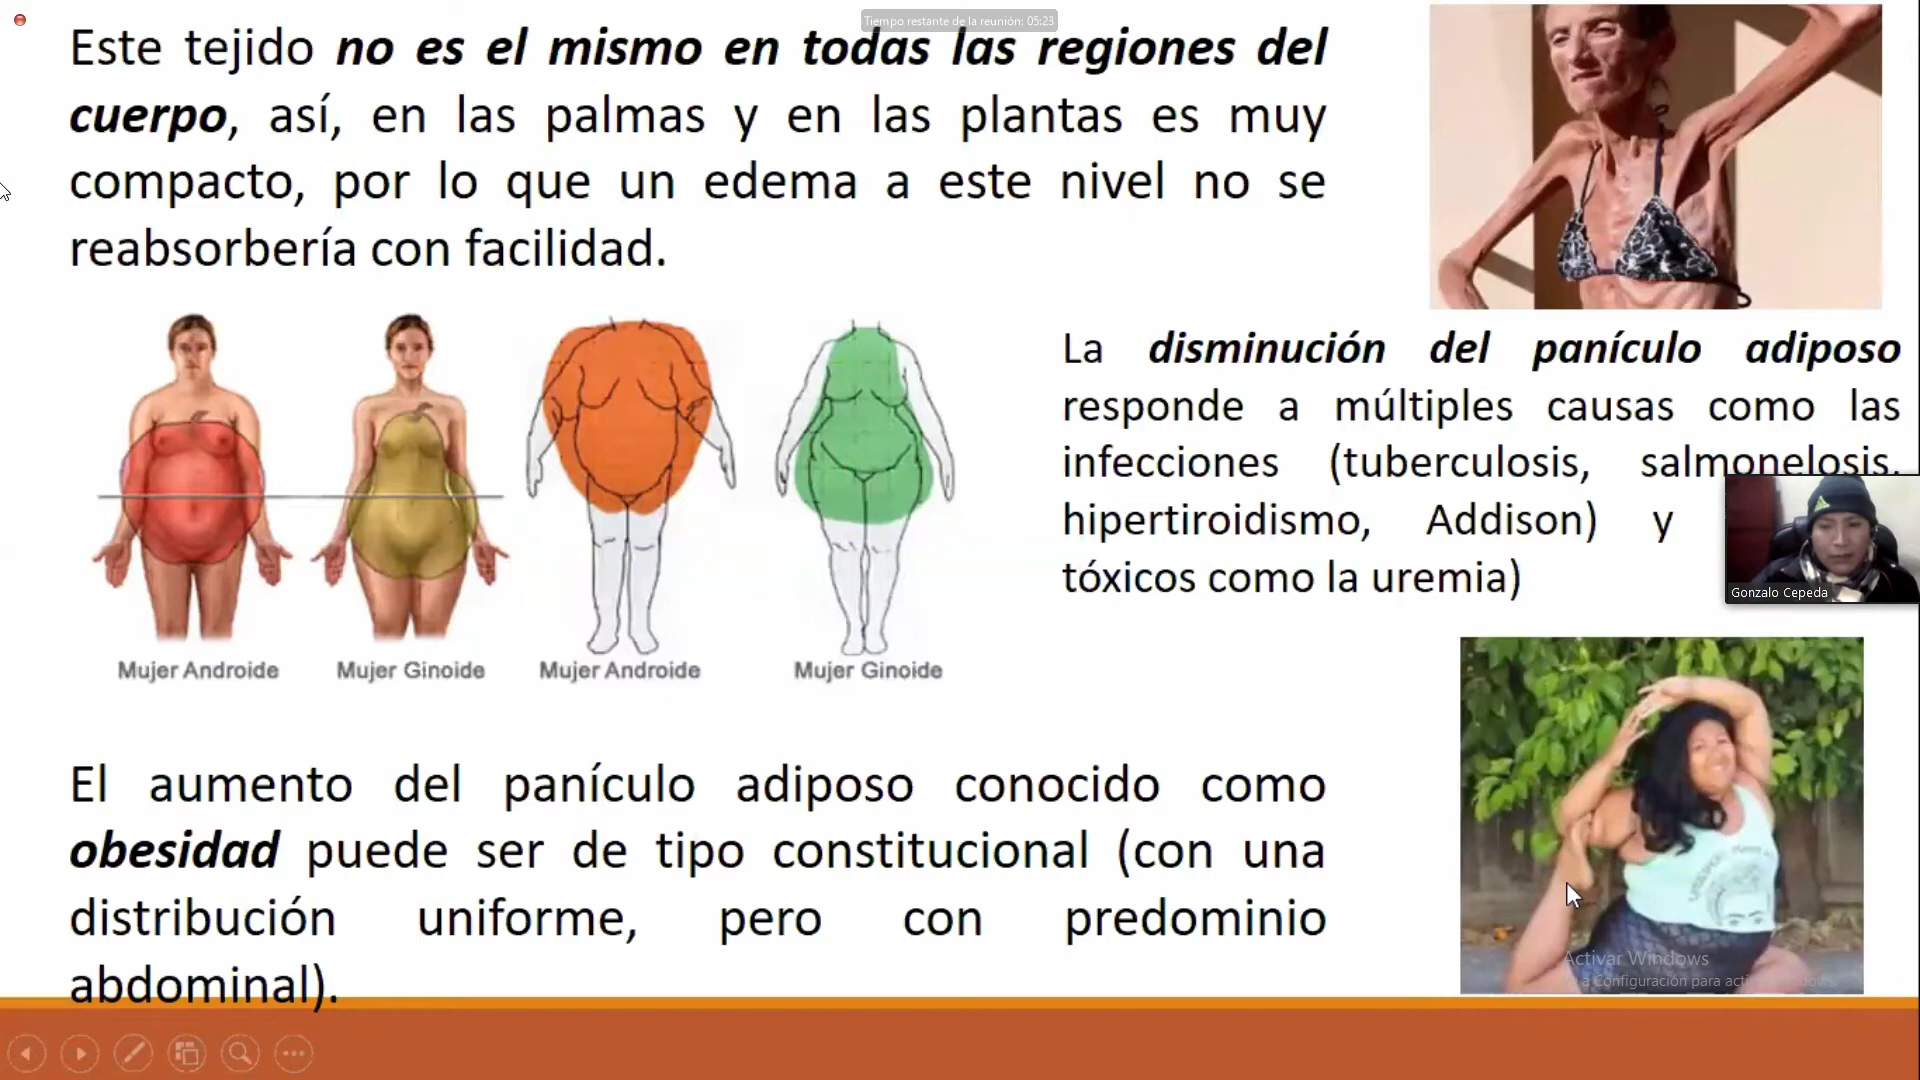 Tiempo restante de la reunión: 05:23
Este tejido no es el mismo en todas las regiones del
cuerpo, así, en las palmas y en las plantas es muy
compacto, por lo que un edema a este nivel no se
reabsorbería con facilidad.
La disminución del panículo adiposo
responde a múltiples causas como las
infecciones (tuberculosis, salmonelosis,
hipertiroidismo, Addison) y
tóxicos como la uremia)
Gonzalo Cepeda
Mujer Androide
Mujer Ginoide
Mujer Androide
Mujer Ginoide
El aumento del panículo adiposo conocido como
obesidad puede ser de tipo constitucional (con una
distribución uniforme, pero con predominio
abdominal).
Activar Windows
a Configuración para